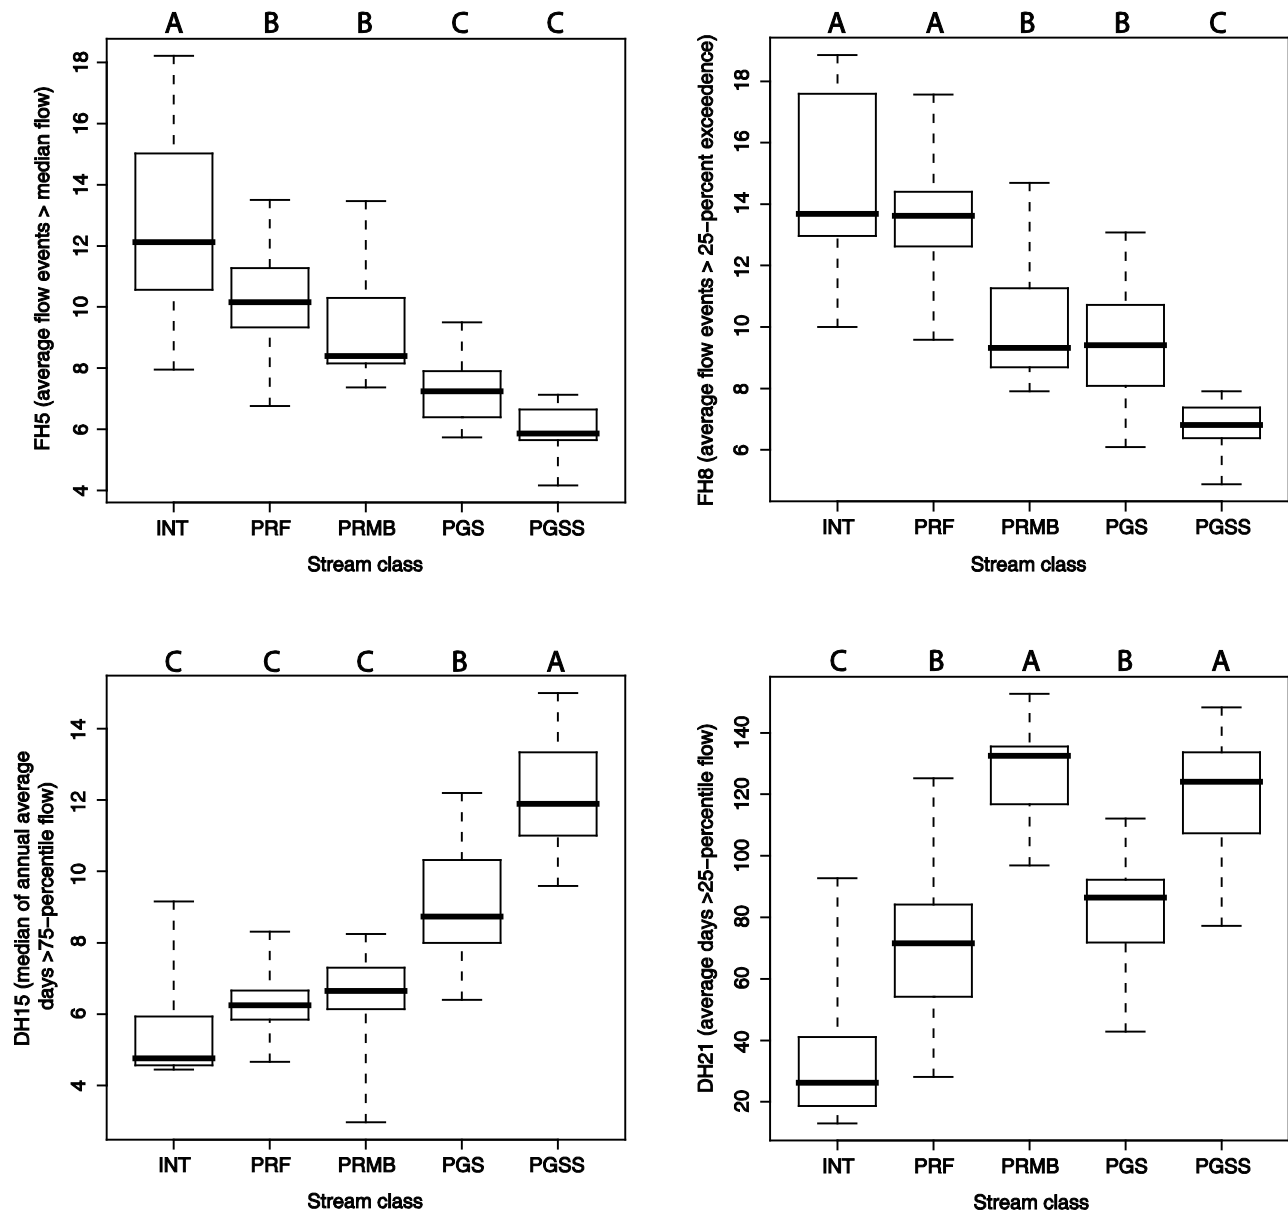 A B B C C
FH5 (average flow events > median flow)
18
16
14
12
10
8
6
4
INT PRF PRMB PGS PGSS
Stream class
A A B B C
FH8 (average flow events > 25−percent exceedence)
18
16
14
12
10
8
6
INT PRF PRMB PGS PGSS
Stream class
C C C B A
DH15 (median of annual average
days >75−percentile flow)
14
12
10
8
6
4
INT PRF PRMB PGS PGSS
Stream class
C B A B A
DH21 (average days >25−percentile flow)
140
120
100
80
60
40
20
INT PRF PRMB PGS PGSS
Stream class